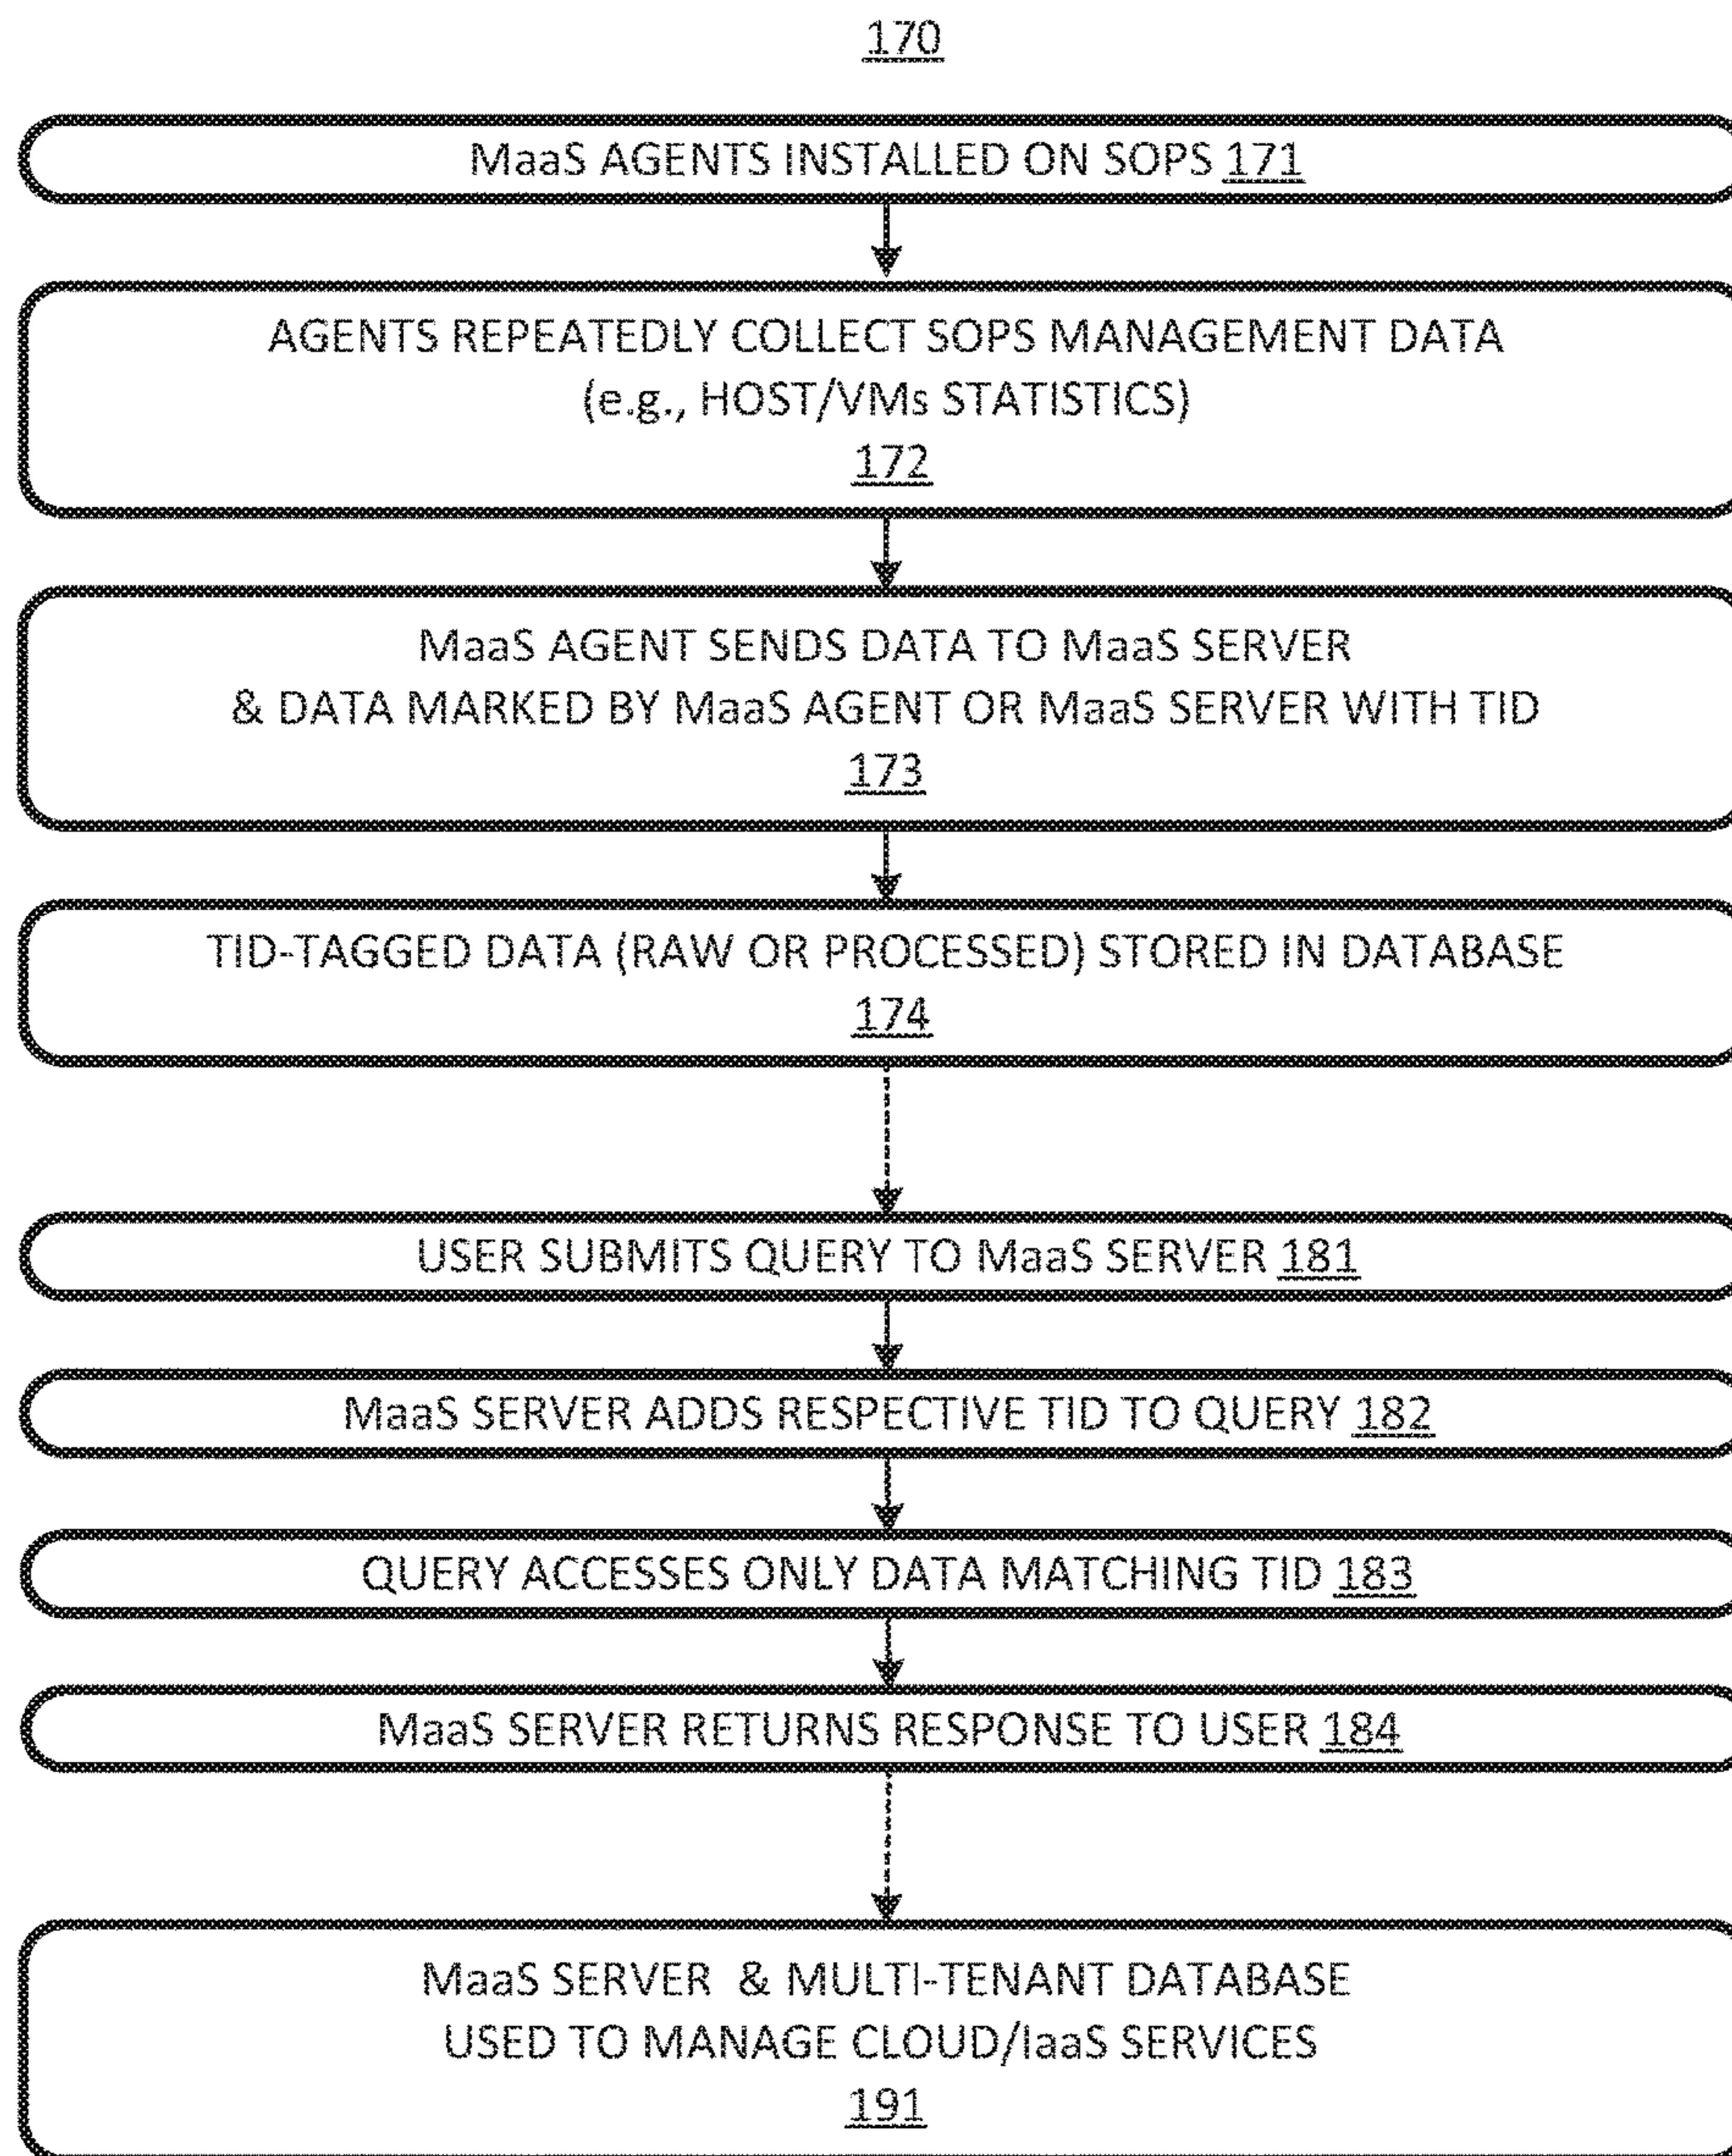 170
MaaS AGENTS INSTALLED ON SOPS 171
AGENTS REPEATEDLY COLLECT SOPS MANAGEMENT DATA
(e.g., HOST/VMs STATISTICS)
172
MaaS AGENT SENDS DATA TO MaaS SERVER
& DATA MARKED BY MaaS AGENT OR MaaS SERVER WITH TID
173
TID-TAGGED DATA (RAW OR PROCESSED) STORED IN DATABASE
174
USER SUBMITS QUERY TO MaaS SERVER 181
MaaS SERVER ADDS RESPECTIVE TID TO QUERY 182
QUERY ACCESSES ONLY DATA MATCHING TID 183
MaaS SERVER RETURNS RESPONSE TO USER 184
MaaS SERVER & MULTI-TENANT DATABASE
USED TO MANAGE CLOUD/IaaS SERVICES
191